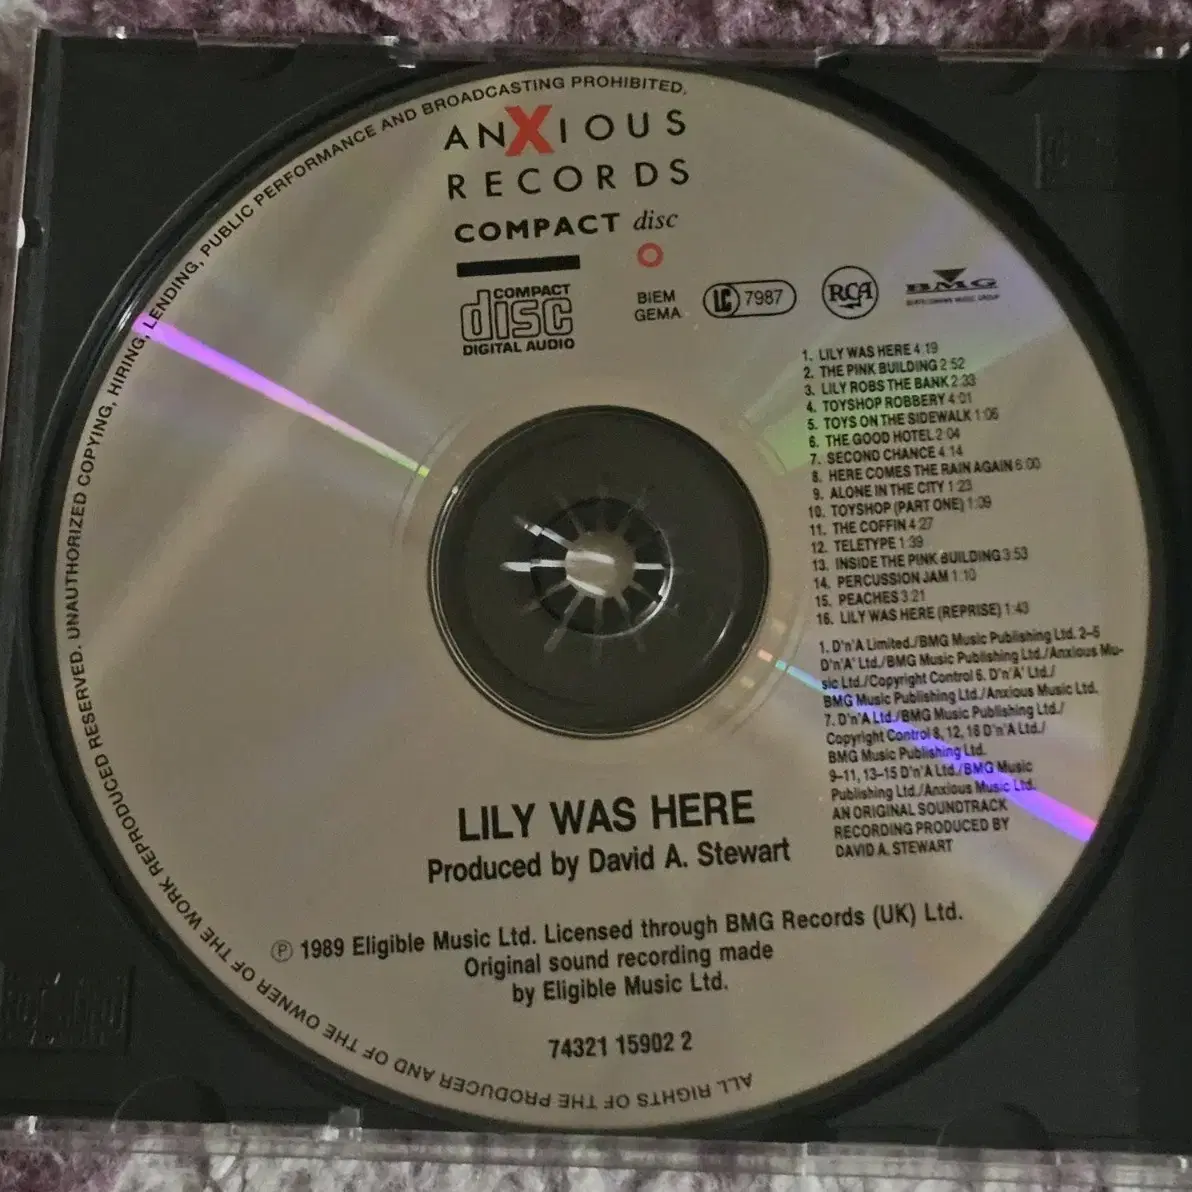 ANXIOUS
RECORDS
COMPACT disc
COMPACT
disc
DIGITAL AUDIO
BIEM
GEMA
LC 7987
RCA
BMG
BERTELSMANN MUSIC GROUP
1. LILY WAS HERE 4:19
2. THE PINK BUILDING 2:52
3. LILY ROBS THE BANK 2:33
4. TOYSHOP ROBBERY 4:01
5. TOYS ON THE SIDEWALK 1:06
6. THE GOOD HOTEL 2:04
7. SECOND CHANCE 4:14
8. HERE COMES THE RAIN AGAIN 6:00
9. ALONE IN THE CITY 1:23
10. TOYSHOP (PART ONE) 1:09
11. THE COFFIN 4:27
12. TELETYPE 1:39
13. INSIDE THE PINK BUILDING 3:53
14. PERCUSSION JAM 1:10
15. PEACHES 3:21
16. LILY WAS HERE (REPRISE) 1:43
1. D'n'A Limited./BMG Music Publishing Ltd. 2–5
D'n'A' Ltd./BMG Music Publishing Ltd./Anxious Mu-
sic Ltd./Copyright Control 6. D'n'A' Ltd./
BMG Music Publishing Ltd./Anxious Music Ltd.
7. D'n'A Ltd./BMG Music Publishing Ltd./
Copyright Control 8, 12, 16 D'n'A Ltd./
BMG Music Publishing Ltd.
9–11, 13–15 D'n'A Ltd./BMG Music
Publishing Ltd./Anxious Music Ltd.
AN ORIGINAL SOUNDTRACK
RECORDING PRODUCED BY
DAVID A. STEWART
LILY WAS HERE
Produced by David A. Stewart
Ⓟ 1989 Eligible Music Ltd. Licensed through BMG Records (UK) Ltd.
Original sound recording made
by Eligible Music Ltd.
74321 15902 2
ALL RIGHTS OF THE PRODUCER AND OF THE OWNER OF THE WORK REPRODUCED RESERVED. UNAUTHORIZED COPYING, HIRING, LENDING, PUBLIC PERFORMANCE AND BROADCASTING PROHIBITED.